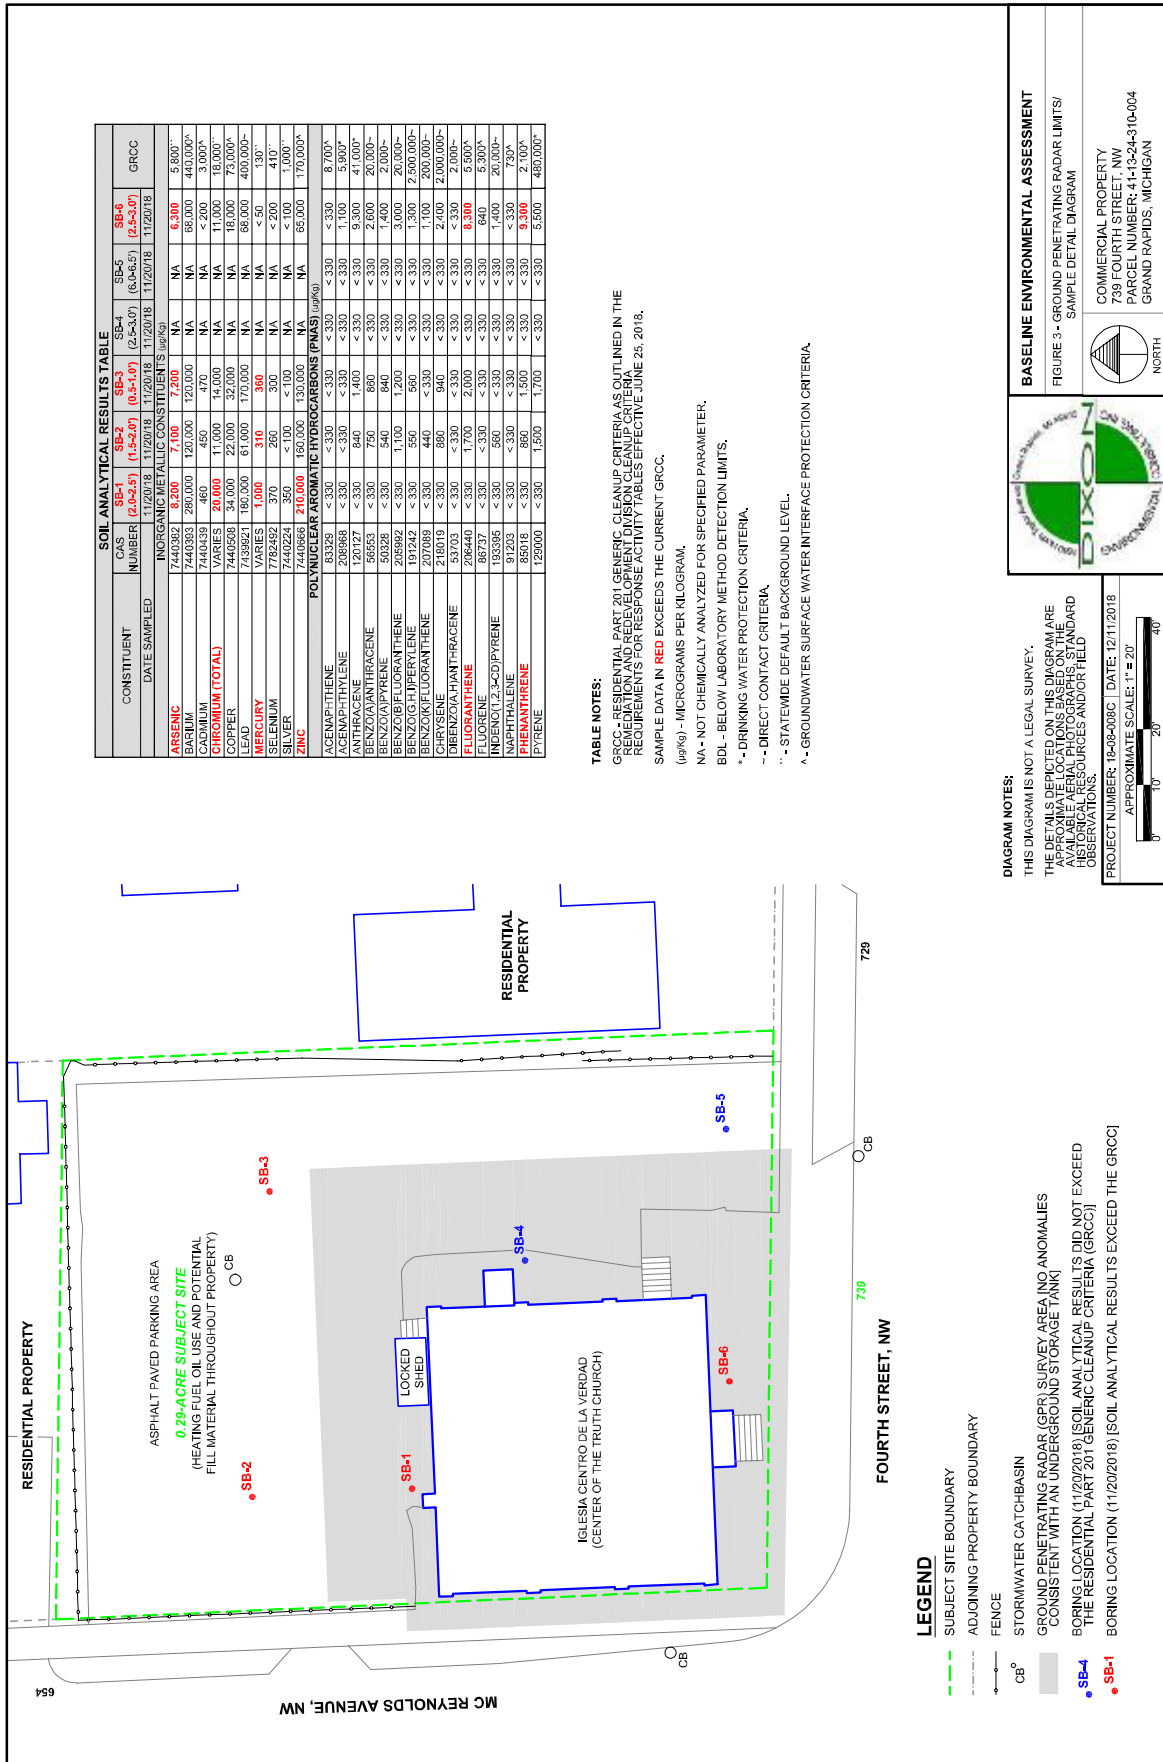 RESIDENTIAL PROPERTY
ASPHALT PAVED PARKING AREA
0.29-ACRE SUBJECT SITE
(HEATING FUEL OIL USE AND POTENTIAL
FILL MATERIAL THROUGHOUT PROPERTY)
CB
SB-2
SB-3
SB-1
LOCKED
SHED
SB-4
IGLESIA CENTRO DE LA VERDAD
(CENTER OF THE TRUTH CHURCH)
SB-6
SB-5
RESIDENTIAL
PROPERTY
CB
CB
739
729
654
FOURTH STREET, NW
MC REYNOLDS AVENUE, NW
LEGEND
SUBJECT SITE BOUNDARY
ADJOINING PROPERTY BOUNDARY
FENCE
CB STORMWATER CATCHBASIN
GROUND PENETRATING RADAR (GPR) SURVEY AREA [NO ANOMALIES
CONSISTENT WITH AN UNDERGROUND STORAGE TANK]
SB-4 BORING LOCATION (11/20/2018) [SOIL ANALYTICAL RESULTS DID NOT EXCEED
THE RESIDENTIAL PART 201 GENERIC CLEANUP CRITERIA (GRCC)]
SB-1 BORING LOCATION (11/20/2018) [SOIL ANALYTICAL RESULTS EXCEED THE GRCC]
SOIL ANALYTICAL RESULTS TABLE
CONSTITUENT CAS NUMBER SB-1 (2.0-2.5') SB-2 (1.5-2.0') SB-3 (0.5-1.0') SB-4 (2.5-3.0') SB-5 (6.0-6.5') SB-6 (2.5-3.0') GRCC
DATE SAMPLED 11/20/18 11/20/18 11/20/18 11/20/18 11/20/18 11/20/18
INORGANIC METALLIC CONSTITUENTS (µg/Kg)
ARSENIC 7440382 8,200 7,100 7,200 NA NA 6,300 5,800``
BARIUM 7440393 280,000 120,000 120,000 NA NA 68,000 440,000^
CADMIUM 7440439 460 450 470 NA NA < 200 3,000^
CHROMIUM (TOTAL) VARIES 20,000 11,000 14,000 NA NA 11,000 18,000``
COPPER 7440508 34,000 22,000 32,000 NA NA 18,000 73,000^
LEAD 7439921 180,000 61,000 170,000 NA NA 68,000 400,000~
MERCURY VARIES 1,000 310 360 NA NA < 50 130``
SELENIUM 7782492 370 260 300 NA NA < 200 410``
SILVER 7440224 350 < 100 < 100 NA NA < 100 1,000``
ZINC 7440666 210,000 160,000 130,000 NA NA 65,000 170,000^
POLYNUCLEAR AROMATIC HYDROCARBONS (PNAS) (µg/Kg)
ACENAPHTHENE 83329 < 330 < 330 < 330 < 330 < 330 < 330 8,700^
ACENAPHTHYLENE 208968 < 330 < 330 < 330 < 330 < 330 1,100 5,900*
ANTHRACENE 120127 < 330 840 1,400 < 330 < 330 9,300 41,000*
BENZO(A)ANTHRACENE 56553 < 330 750 860 < 330 < 330 2,600 20,000~
BENZO(A)PYRENE 50328 < 330 540 840 < 330 < 330 1,400 2,000~
BENZO(B)FLUORANTHENE 205992 < 330 1,100 1,200 < 330 < 330 3,000 20,000~
BENZO(G,H,I)PERYLENE 191242 < 330 550 560 < 330 < 330 1,300 2,500,000~
BENZO(K)FLUORANTHENE 207089 < 330 440 < 330 < 330 < 330 1,100 200,000~
CHRYSENE 218019 < 330 880 940 < 330 < 330 2,400 2,000,000~
DIBENZO(A,H)ANTHRACENE 53703 < 330 < 330 < 330 < 330 < 330 < 330 2,000~
FLUORANTHENE 206440 < 330 1,700 2,000 < 330 < 330 8,300 5,500^
FLUORENE 86737 < 330 < 330 < 330 < 330 < 330 640 5,300^
INDENO(1,2,3-CD)PYRENE 193395 < 330 560 < 330 < 330 < 330 1,400 20,000~
NAPHTHALENE 91203 < 330 < 330 < 330 < 330 < 330 < 330 730^
PHENANTHRENE 85018 < 330 860 1,500 < 330 < 330 9,300 2,100^
PYRENE 129000 < 330 1,500 1,700 < 330 < 330 5,500 480,000*
TABLE NOTES:
GRCC - RESIDENTIAL PART 201 GENERIC CLEANUP CRITERIA AS OUTLINED IN THE
REMEDIATION AND REDEVELOPMENT DIVISION CLEANUP CRITERIA
REQUIREMENTS FOR RESPONSE ACTIVITY TABLES EFFECTIVE JUNE 25, 2018.
SAMPLE DATA IN RED EXCEEDS THE CURRENT GRCC.
(µg/Kg) - MICROGRAMS PER KILOGRAM.
NA - NOT CHEMICALLY ANALYZED FOR SPECIFIED PARAMETER.
BDL - BELOW LABORATORY METHOD DETECTION LIMITS.
* - DRINKING WATER PROTECTION CRITERIA.
~ - DIRECT CONTACT CRITERIA.
`` - STATEWIDE DEFAULT BACKGROUND LEVEL.
^ - GROUNDWATER SURFACE WATER INTERFACE PROTECTION CRITERIA.
DIAGRAM NOTES:
THIS DIAGRAM IS NOT A LEGAL SURVEY.
THE DETAILS DEPICTED ON THIS DIAGRAM ARE
APPROXIMATE LOCATIONS BASED ON THE
AVAILABLE AERIAL PHOTOGRAPHS, STANDARD
HISTORICAL RESOURCES AND/OR FIELD
OBSERVATIONS.
PROJECT NUMBER: 18-08-008C DATE: 12/11/2018
APPROXIMATE SCALE: 1" = 20'
0' 10' 20' 40'
DIXON
ENVIRONMENTAL
BASELINE ENVIRONMENTAL ASSESSMENT
FIGURE 3 - GROUND PENETRATING RADAR LIMITS/
SAMPLE DETAIL DIAGRAM
COMMERCIAL PROPERTY
739 FOURTH STREET, NW
PARCEL NUMBER: 41-13-24-310-004
GRAND RAPIDS, MICHIGAN
NORTH